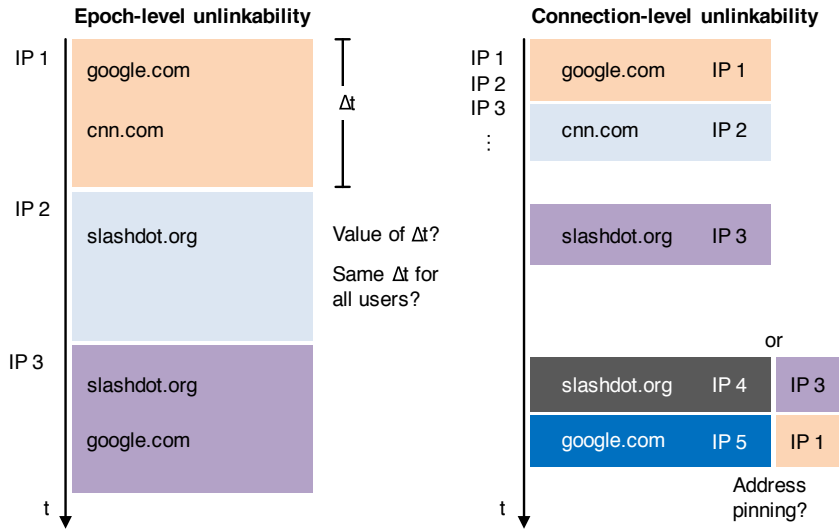 Epoch-level unlinkability
IP 1
google.com
cnn.com
Δt
IP 2
slashdot.org
Value of Δt?
Same Δt for
all users?
IP 3
slashdot.org
google.com
t
Connection-level unlinkability
IP 1
IP 2
IP 3
⋮
google.com IP 1
cnn.com IP 2
slashdot.org IP 3
or
slashdot.org IP 4 IP 3
google.com IP 5 IP 1
Address
pinning?
t